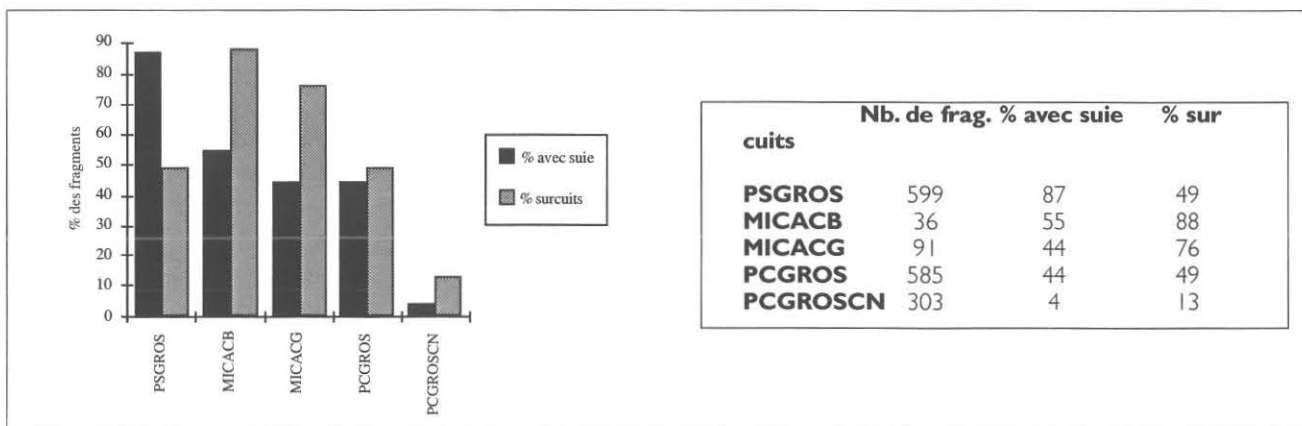 90
80
70
60
50
40
30
20
10
0
% des fragments
PSGROS
MICACB
MICACG
PCGROS
PCGROSCN
% avec suie
% surcuits
Nb. de frag. % avec suie % sur
cuits
PSGROS 599 87 49
MICACB 36 55 88
MICACG 91 44 76
PCGROS 585 44 49
PCGROSCN 303 4 13